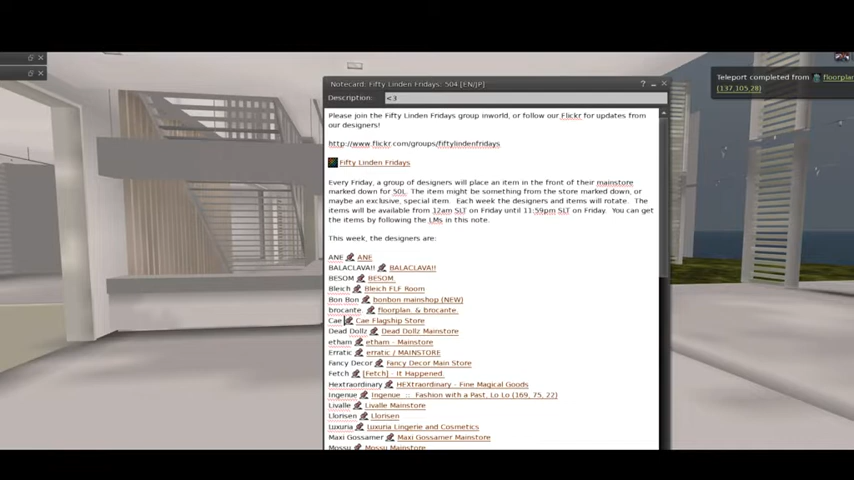 Notecard: Fifty Linden Fridays: 504 [EN/JP]
Description: <3
Teleport completed from floorplan
(137,105,28)
Please join the Fifty Linden Fridays group inworld, or follow our Flickr for updates from
our designers!
http://www.flickr.com/groups/fiftylindenfridays
Fifty Linden Fridays
Every Friday, a group of designers will place an item in the front of their mainstore
marked down for 50L. The item might be something from the store marked down, or
maybe an exclusive, special item. Each week the designers and items will rotate. The
items will be available from 12am SLT on Friday until 11:59pm SLT on Friday. You can get
the items by following the LMs in this note.
This week, the designers are:
ANE ANE
BALACLAVA!! BALACLAVA!!
BESOM BESOM.
Bleich Bleich FLF Room
Bon Bon bonbon mainshop (NEW)
brocante. floorplan. & brocante.
Cae Cae Flagship Store
Dead Dollz Dead Dollz Mainstore
etham etham - Mainstore
Erratic erratic / MAINSTORE
Fancy Decor Fancy Decor Main Store
Fetch [Fetch] - It Happened.
Hextraordinary HEXtraordinary - Fine Magical Goods
Ingenue Ingenue :: Fashion with a Past, Lo Lo (169, 75, 22)
Livalle Livalle Mainstore
Llorisen Llorisen
Luxuria Luxuria Lingerie and Cosmetics
Maxi Gossamer Maxi Gossamer Mainstore
Mossu Mossu Mainstore